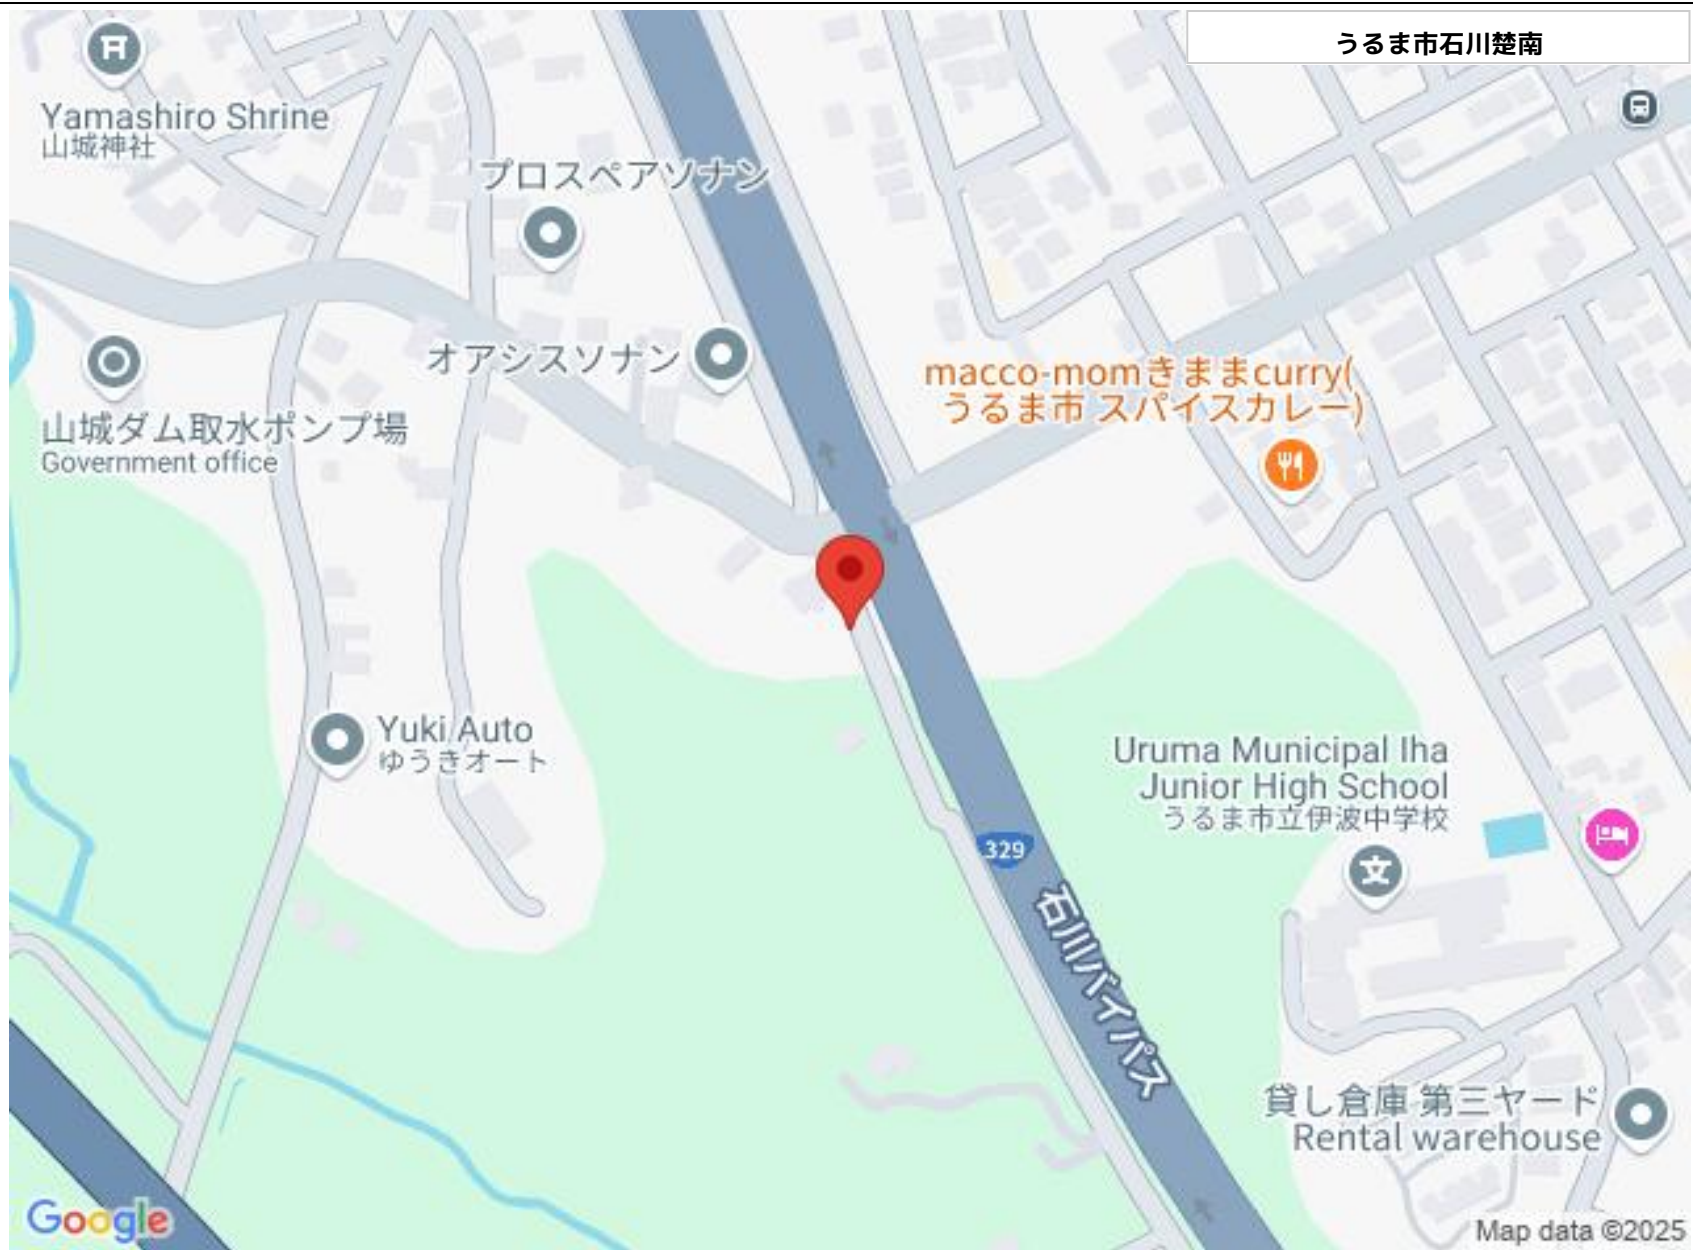 うるま市石川楚南
Yamashiro Shrine
山城神社
プロスペアソナン
オアシスソナン
macco-momきままcurry(
うるま市 スパイスカレー)
山城ダム取水ポンプ場
Government office
Yuki Auto
ゆうきオート
Uruma Municipal Iha
Junior High School
うるま市立伊波中学校
文
329
石川バイパス
貸し倉庫 第三ヤード
Rental warehouse
Google
Map data ©2025